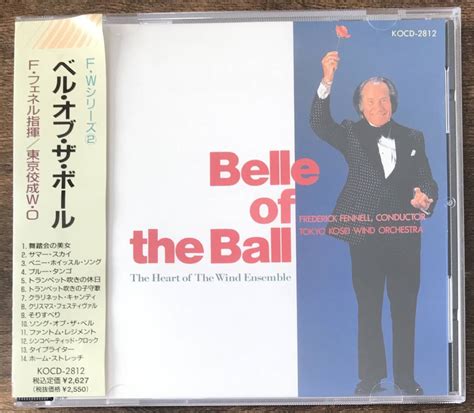 F・Wシリーズ②
ベル・オブ・ザ・ボール
F・フェネル指揮/東京佼成W・O
1. 舞踏会の美女
2. サマー・スカイ
3. ペニー・ホイッスル・ソング
4. ブルー・タンゴ
5. トランペット吹きの休日
6. トランペット吹きの子守歌
7. クラリネット・キャンディ
8. クリスマス・フェスティヴァル
9. そりすべり
10. ソング・オブ・ザ・ベル
11. ファントム・レジメント
12. シンコペーティッド・クロック
13. タイプライター
14. ホーム・ストレッチ
KOCD-2812
税込定価¥2,627
(税抜価格¥2,550)
KOCD-2812
Belle
of
the Ball
The Heart of The Wind Ensemble
FREDERICK FENNELL, CONDUCTOR
TOKYO KOSEI WIND ORCHESTRA